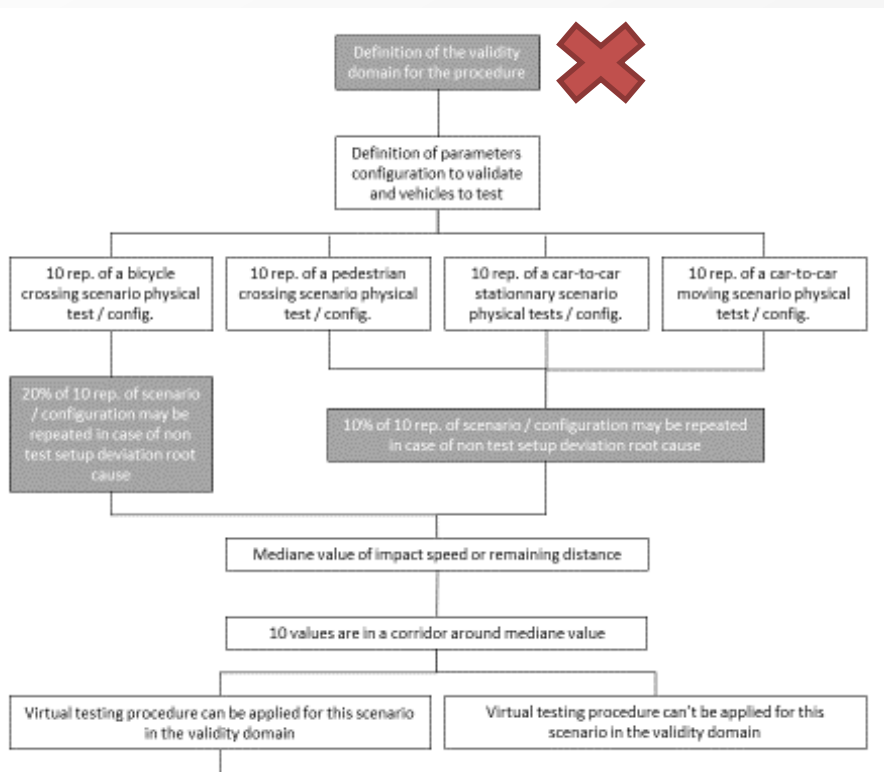 Definition of the validity
domain for the procedure
Definition of parameters
configuration to validate
and vehicles to test
10 rep. of a bicycle
crossing scenario physical
test / config.
10 rep. of a pedestrian
crossing scenario physical
test / config.
10 rep. of a car-to-car
stationnary scenario
physical tests / config.
10 rep. of a car-to-car
moving scenario physical
tetst / config.
20% of 10 rep. of scenario
/ configuration may be
repeated in case of non
test setup deviation root
cause
10% of 10 rep. of scenario / configuration may be repeated
in case of non test setup deviation root cause
Mediane value of impact speed or remaining distance
10 values are in a corridor around mediane value
Virtual testing procedure can be applied for this scenario
in the validity domain
Virtual testing procedure can't be applied for this
scenario in the validity domain